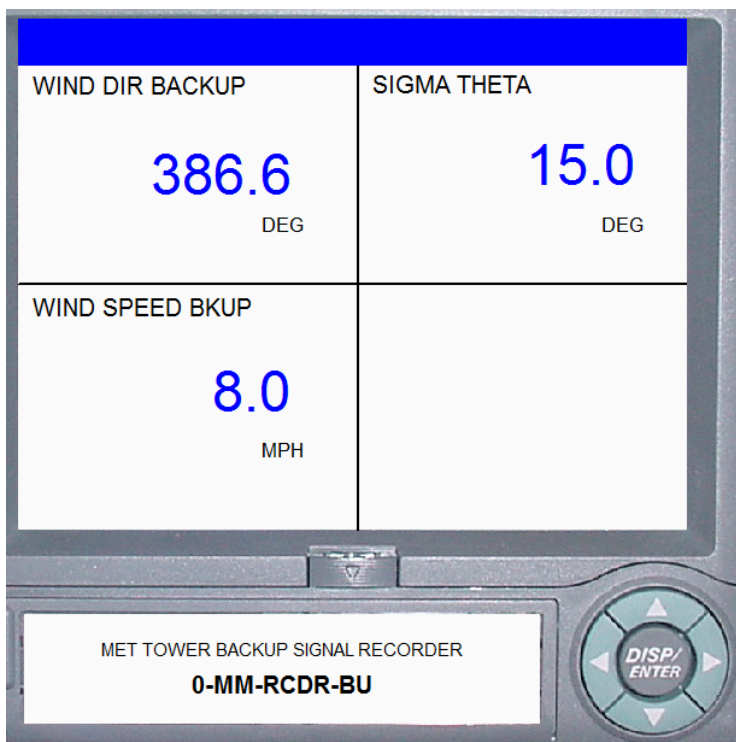 WIND DIR BACKUP
386.6
DEG
SIGMA THETA
15.0
DEG
WIND SPEED BKUP
8.0
MPH
MET TOWER BACKUP SIGNAL RECORDER
0-MM-RCDR-BU
DISP/
ENTER